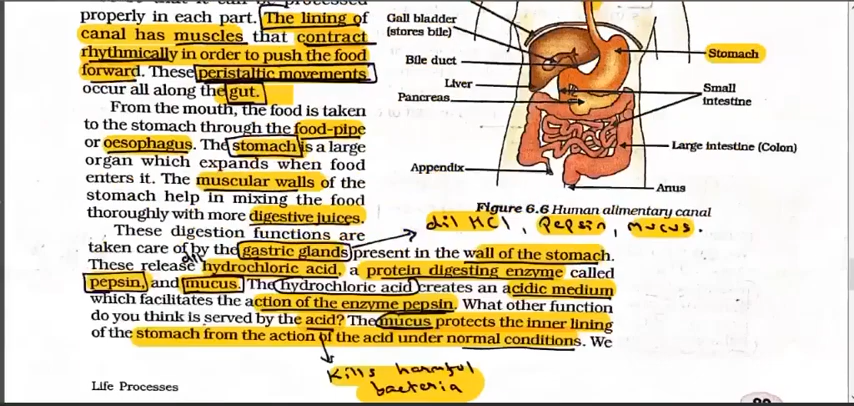 properly in each part. The lining of
canal has muscles that contract
rhythmically in order to push the food
forward. These peristaltic movements
occur all along the gut.
From the mouth, the food is taken
to the stomach through the food-pipe
or oesophagus. The stomach is a large
organ which expands when food
enters it. The muscular walls of the
stomach help in mixing the food
thoroughly with more digestive juices.
These digestion functions are
taken care of by the gastric glands present in the wall of the stomach.
dil
These release hydrochloric acid, a protein digesting enzyme called
pepsin, and mucus. The hydrochloric acid creates an acidic medium
which facilitates the action of the enzyme pepsin. What other function
do you think is served by the acid? The mucus protects the inner lining
of the stomach from the action of the acid under normal conditions. We
Kills harmful
bacteria
Life Processes
Gall bladder
(stores bile)
Bile duct
Liver
Pancreas
Appendix
Stomach
Small
intestine
Large intestine (Colon)
Anus
Figure 6.6 Human alimentary canal
dil HCl, Pepsin, mucus.